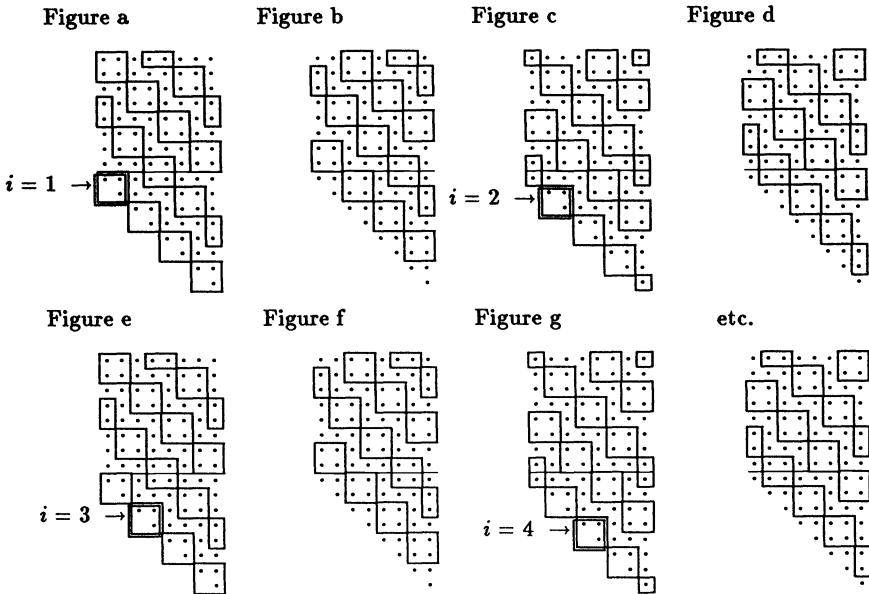 Figure a Figure b Figure c Figure d
i = 1 →
i = 2 →
Figure e Figure f Figure g etc.
i = 3 →
i = 4 →